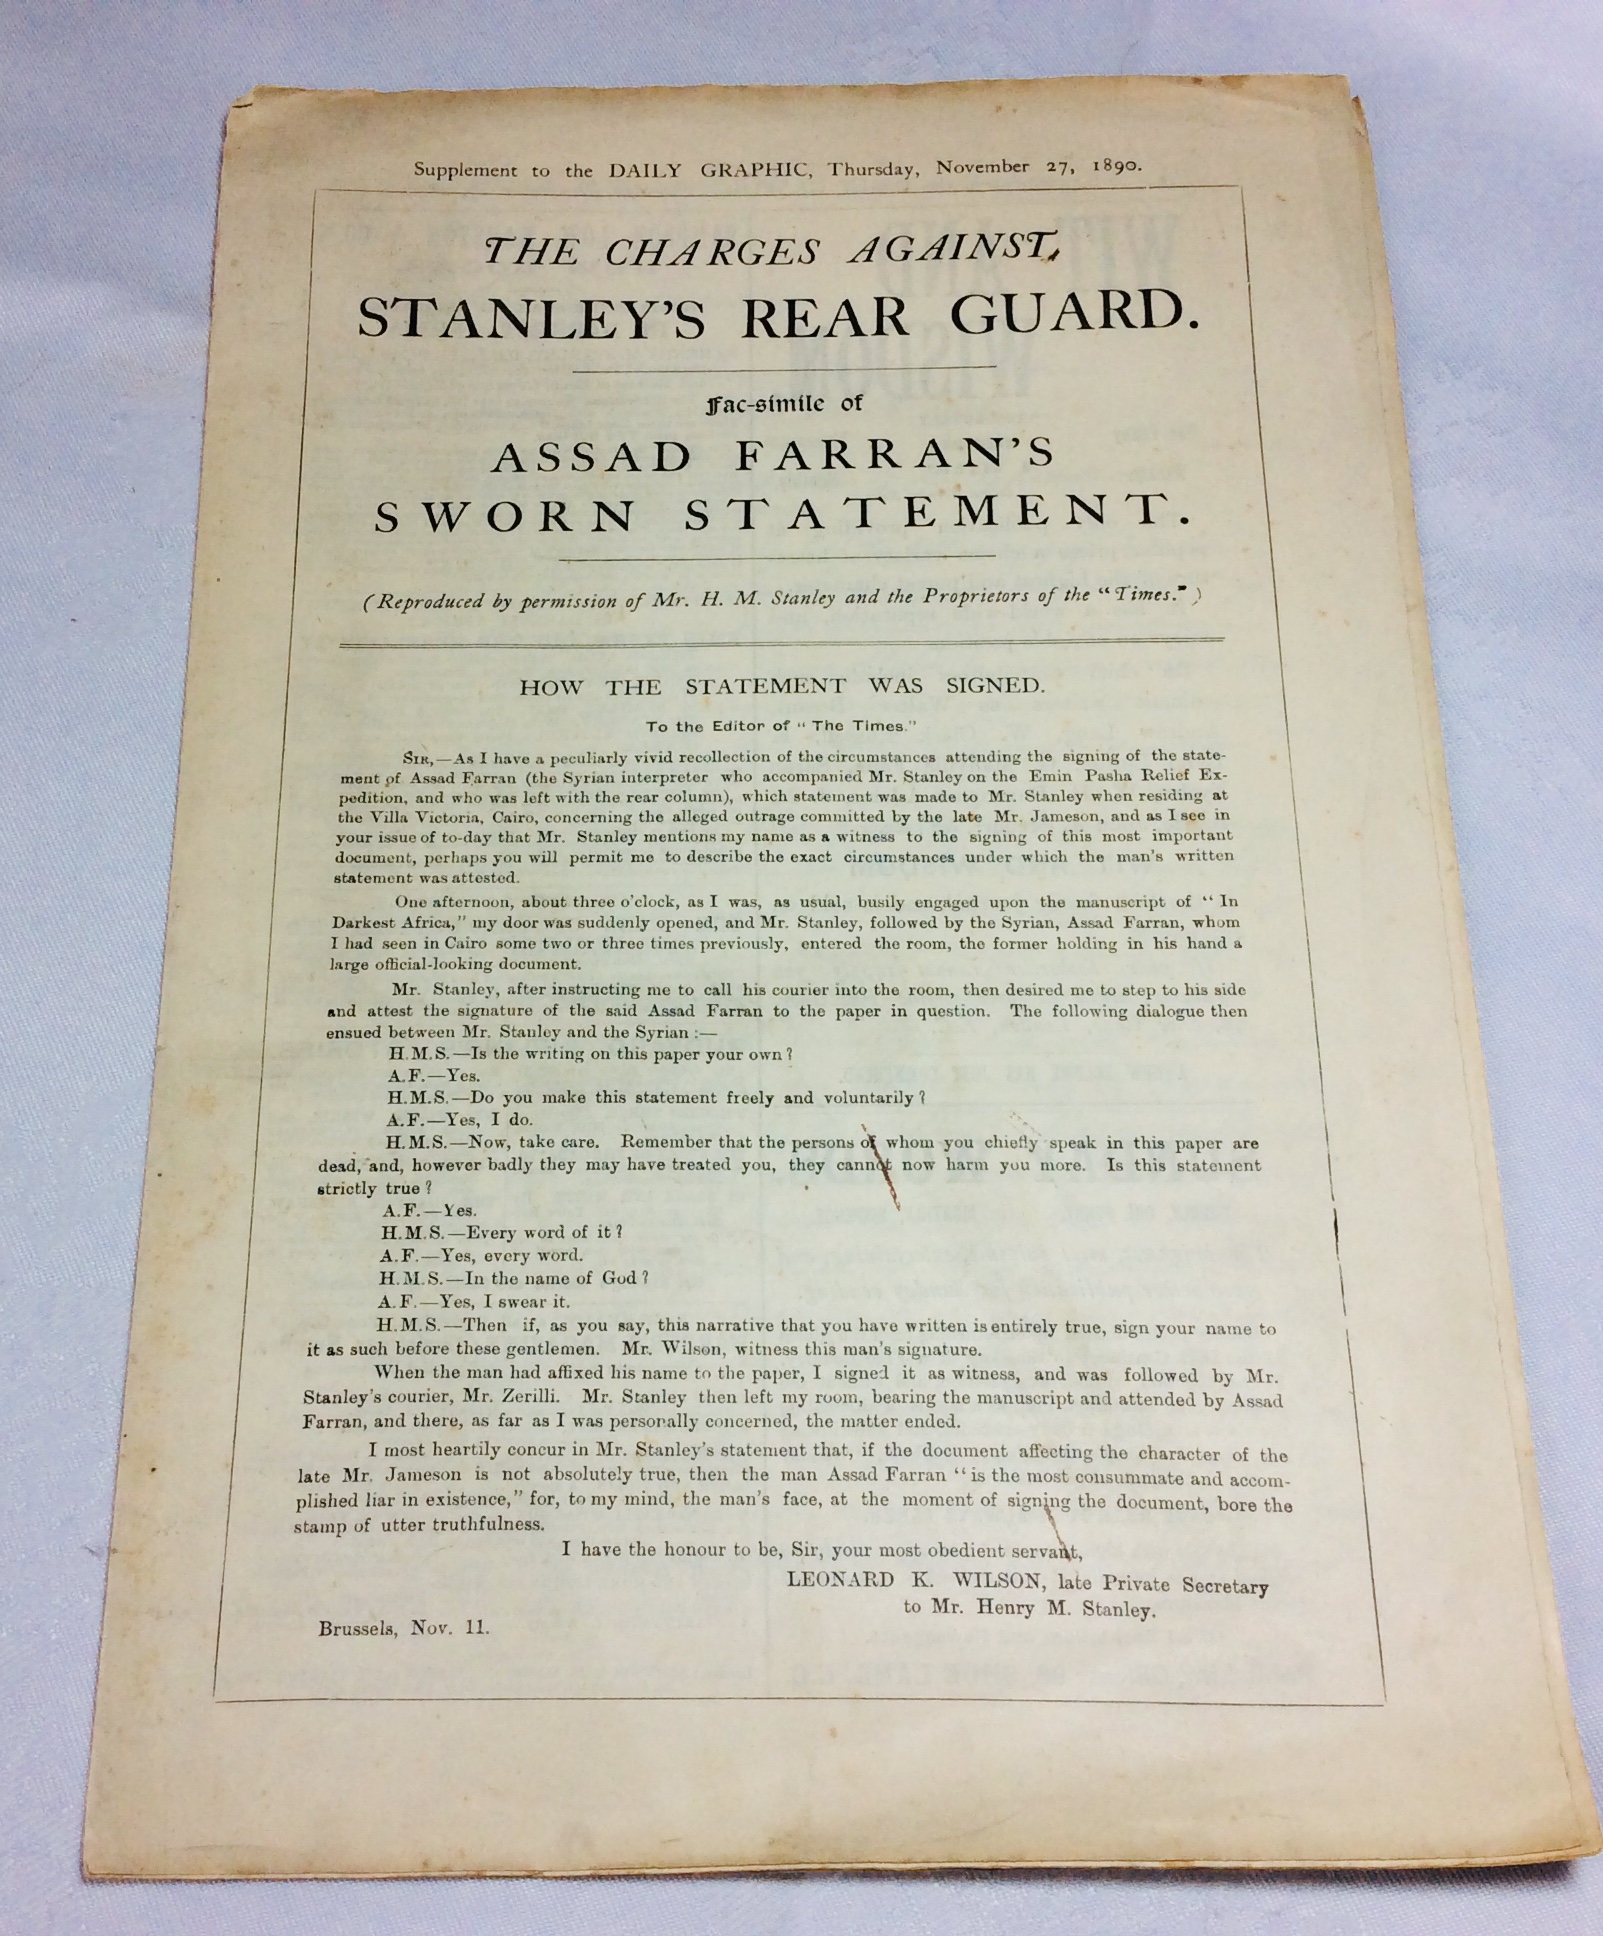 Supplement to the DAILY GRAPHIC, Thursday, November 27, 1890.
THE CHARGES AGAINST,
STANLEY'S REAR GUARD.
Fac-simile of
ASSAD FARRAN'S
SWORN STATEMENT.
(Reproduced by permission of Mr. H. M. Stanley and the Proprietors of the "Times.")
HOW THE STATEMENT WAS SIGNED.
To the Editor of "The Times."
SIR,—As I have a peculiarly vivid recollection of the circumstances attending the signing of the state-
ment of Assad Farran (the Syrian interpreter who accompanied Mr. Stanley on the Emin Pasha Relief Ex-
pedition, and who was left with the rear column), which statement was made to Mr. Stanley when residing at
the Villa Victoria, Cairo, concerning the alleged outrage committed by the late Mr. Jameson, and as I see in
your issue of to-day that Mr. Stanley mentions my name as a witness to the signing of this most important
document, perhaps you will permit me to describe the exact circumstances under which the man's written
statement was attested.
One afternoon, about three o'clock, as I was, as usual, busily engaged upon the manuscript of "In
Darkest Africa," my door was suddenly opened, and Mr. Stanley, followed by the Syrian, Assad Farran, whom
I had seen in Cairo some two or three times previously, entered the room, the former holding in his hand a
large official-looking document.
Mr. Stanley, after instructing me to call his courier into the room, then desired me to step to his side
and attest the signature of the said Assad Farran to the paper in question. The following dialogue then
ensued between Mr. Stanley and the Syrian :—
H.M.S.—Is the writing on this paper your own?
A.F.—Yes.
H.M.S.—Do you make this statement freely and voluntarily?
A.F.—Yes, I do.
H.M.S.—Now, take care. Remember that the persons of whom you chiefly speak in this paper are
dead, and, however badly they may have treated you, they cannot now harm you more. Is this statement
strictly true?
A.F.—Yes.
H.M.S.—Every word of it?
A.F.—Yes, every word.
H.M.S.—In the name of God?
A.F.—Yes, I swear it.
H.M.S.—Then if, as you say, this narrative that you have written is entirely true, sign your name to
it as such before these gentlemen. Mr. Wilson, witness this man's signature.
When the man had affixed his name to the paper, I signed it as witness, and was followed by Mr.
Stanley's courier, Mr. Zerilli. Mr. Stanley then left my room, bearing the manuscript and attended by Assad
Farran, and there, as far as I was personally concerned, the matter ended.
I most heartily concur in Mr. Stanley's statement that, if the document affecting the character of the
late Mr. Jameson is not absolutely true, then the man Assad Farran "is the most consummate and accom-
plished liar in existence," for, to my mind, the man's face, at the moment of signing the document, bore the
stamp of utter truthfulness.
I have the honour to be, Sir, your most obedient servant,
LEONARD K. WILSON, late Private Secretary
to Mr. Henry M. Stanley.
Brussels, Nov. 11.